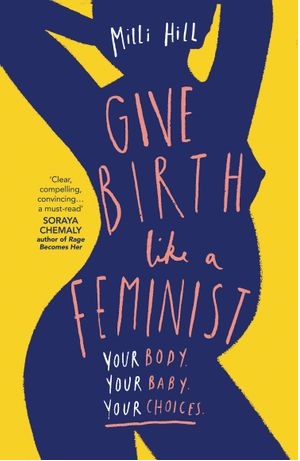 Milli Hill
GIVE
BIRTH
like a
FEMINIST
'Clear,
compelling,
convincing...
a must-read'
SORAYA
CHEMALY
author of Rage
Becomes Her
YOUR BODY.
YOUR BABY.
YOUR CHOICES.